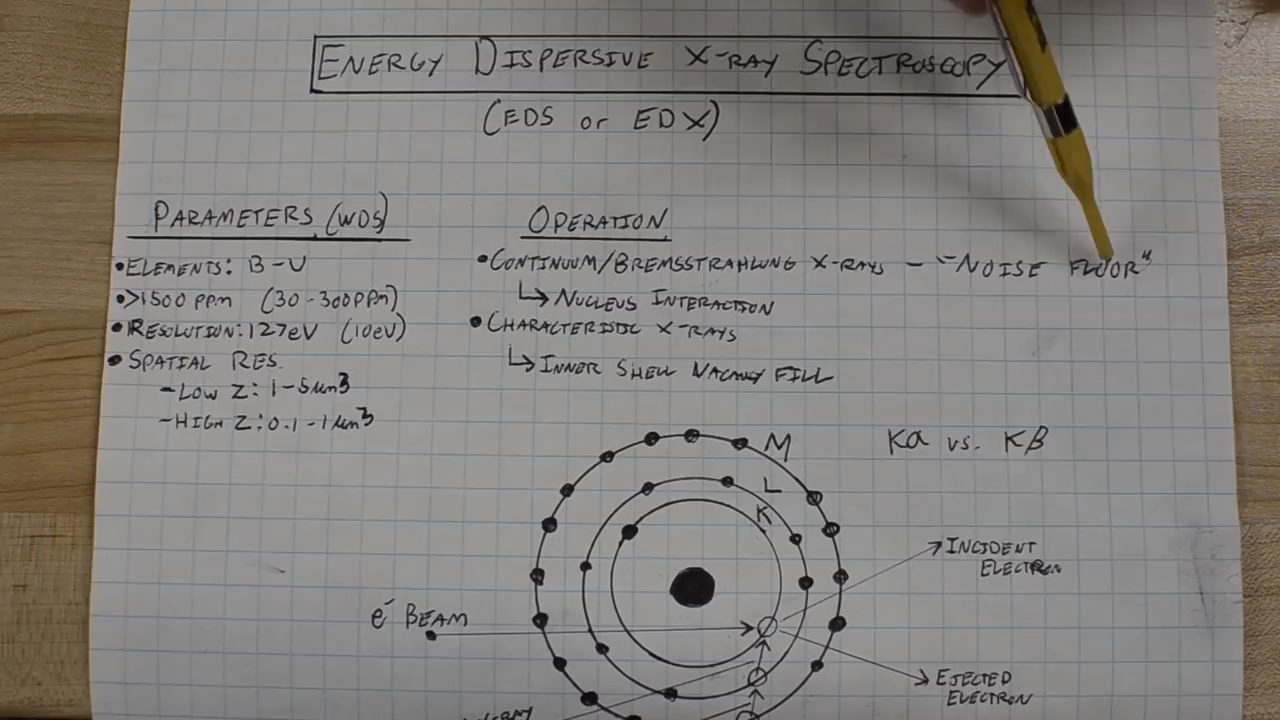 ENERGY DISPERSIVE X-RAY SPECTROSCOPY
(EDS or EDX)
PARAMETERS (WDS)
•ELEMENTS: B-U
•>1500 ppm (30-300ppm)
•RESOLUTION: 127eV (10eV)
•SPATIAL RES.
-LOW Z: 1-5µm³
-HIGH Z: 0.1-1µm³
OPERATION
•CONTINUUM/BREMSSTRAHLUNG X-RAYS - "NOISE FLOOR"
↳NUCLEUS INTERACTION
•CHARACTERISTIC X-RAYS
↳INNER SHELL VACANCY FILL
Kα vs. Kβ
M
L
K
INCIDENT
ELECTRON
e⁻ BEAM
EJECTED
ELECTRON